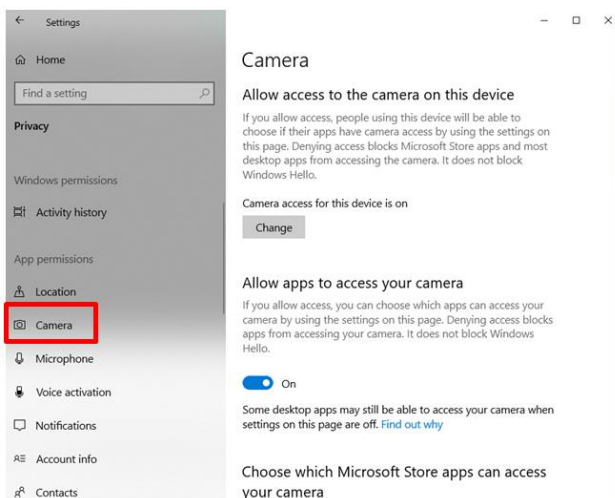 Settings
Home
Find a setting
Privacy
Windows permissions
Activity history
App permissions
Location
Camera
Microphone
Voice activation
Notifications
Account info
Contacts
Camera
Allow access to the camera on this device
If you allow access, people using this device will be able to
choose if their apps have camera access by using the settings on
this page. Denying access blocks Microsoft Store apps and most
desktop apps from accessing the camera. It does not block
Windows Hello.
Camera access for this device is on
Change
Allow apps to access your camera
If you allow access, you can choose which apps can access your
camera by using the settings on this page. Denying access blocks
apps from accessing your camera. It does not block Windows
Hello.
On
Some desktop apps may still be able to access your camera when
settings on this page are off. Find out why
Choose which Microsoft Store apps can access
your camera